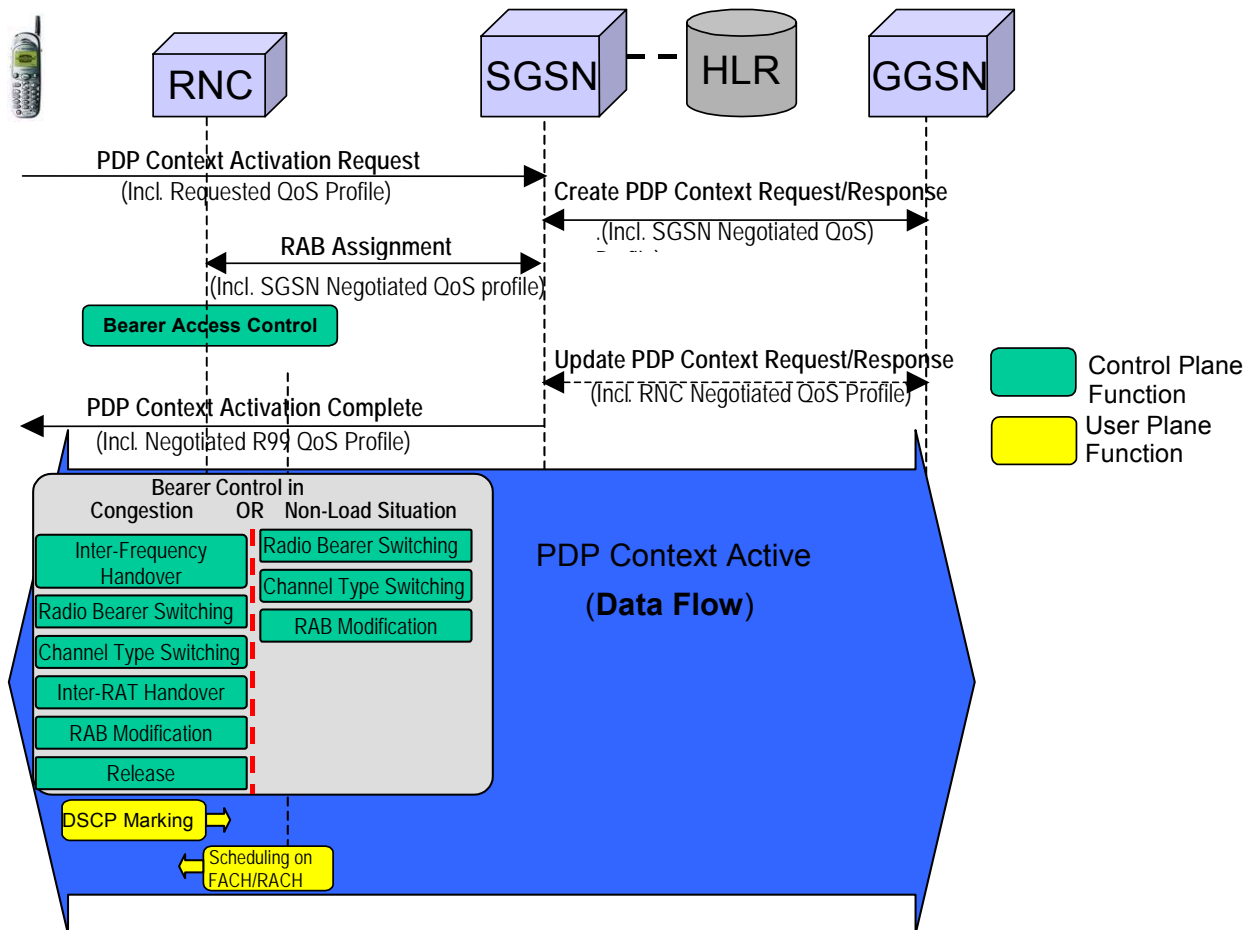 RNC
SGSN
HLR
GGSN
PDP Context Activation Request
(Incl. Requested QoS Profile)
Create PDP Context Request/Response
.(Incl. SGSN Negotiated QoS)
RAB Assignment
(Incl. SGSN Negotiated QoS profile)
Bearer Access Control
Update PDP Context Request/Response
(Incl. RNC Negotiated QoS Profile)
Control Plane
Function
User Plane
Function
PDP Context Activation Complete
(Incl. Negotiated R99 QoS Profile)
Bearer Control in
Congestion OR Non-Load Situation
Inter-Frequency
Handover
Radio Bearer Switching
Channel Type Switching
Inter-RAT Handover
RAB Modification
Release
Radio Bearer Switching
Channel Type Switching
RAB Modification
PDP Context Active
(Data Flow)
DSCP Marking
Scheduling on
FACH/RACH